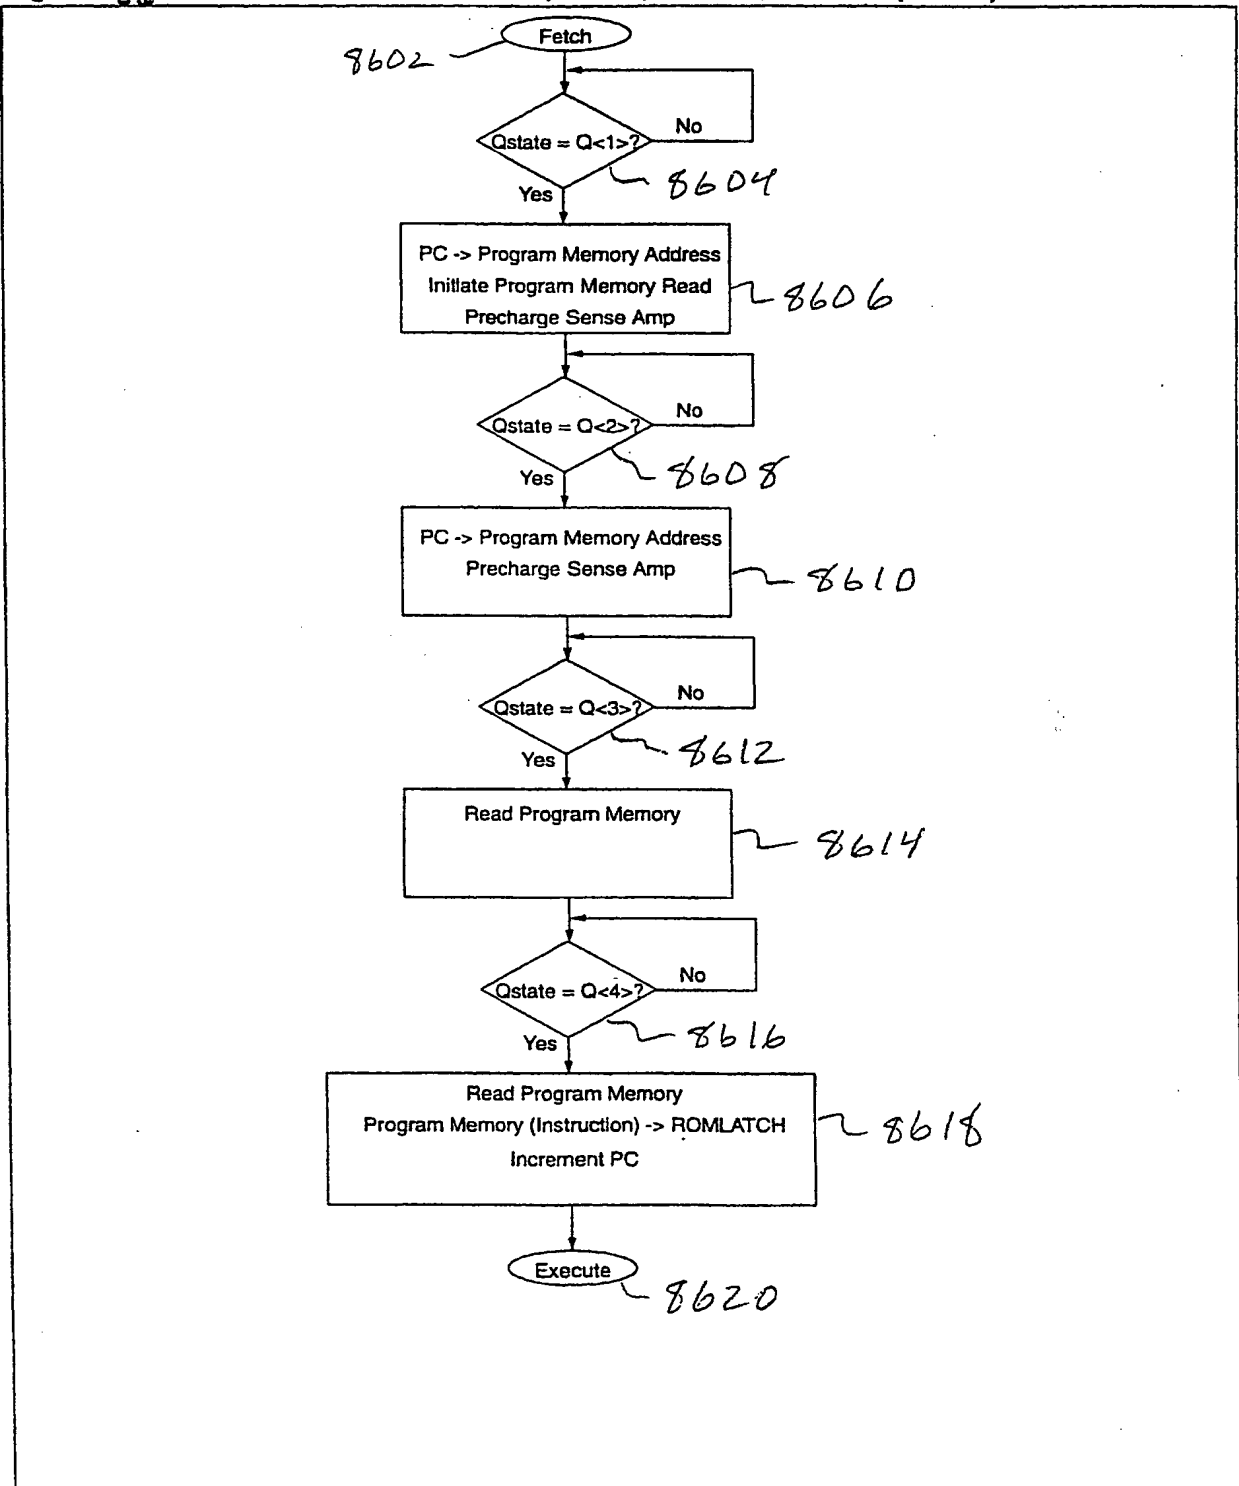 Fetch
8602
Qstate = Q<1>?
No
8604
Yes
PC -> Program Memory Address
Initiate Program Memory Read
Precharge Sense Amp
8606
Qstate = Q<2>?
No
8608
Yes
PC -> Program Memory Address
Precharge Sense Amp
8610
Qstate = Q<3>?
No
8612
Yes
Read Program Memory
8614
Qstate = Q<4>?
No
8616
Yes
Read Program Memory
Program Memory (Instruction) -> ROMLATCH
Increment PC
8618
Execute
8620